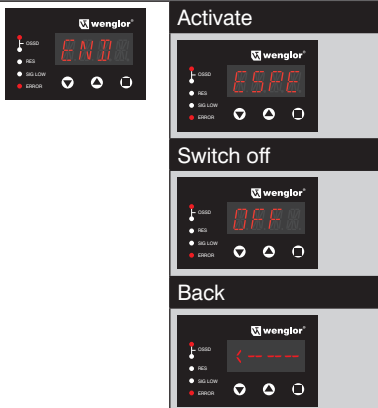 wenglor®
OSSD
END
RES
SIG.LOW
ERROR
Activate
wenglor®
OSSD
ESPE
RES
SIG.LOW
ERROR
Switch off
wenglor®
OSSD
OFF
RES
SIG.LOW
ERROR
Back
wenglor®
OSSD
<----
RES
SIG.LOW
ERROR